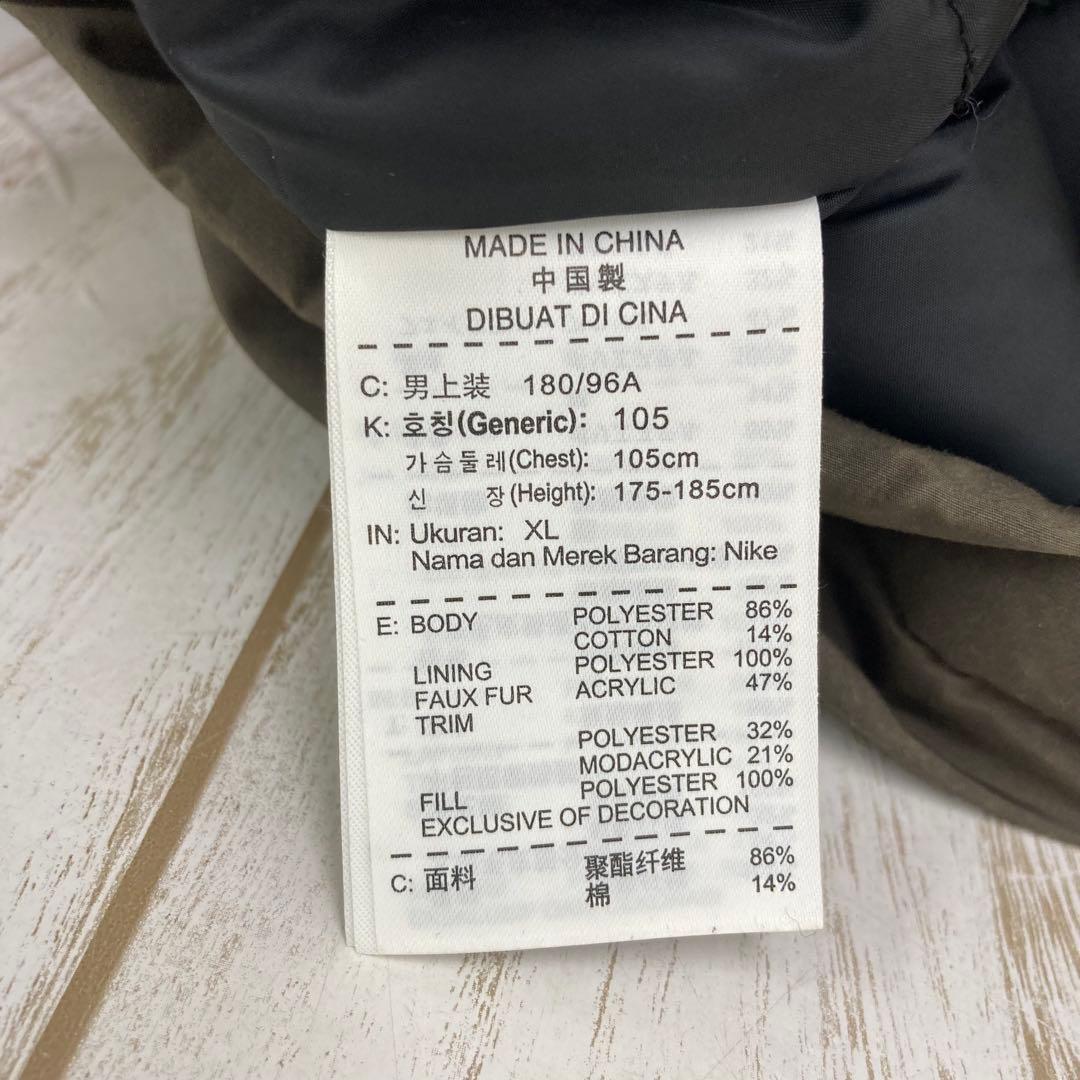 MADE IN CHINA
中国製
DIBUAT DI CINA
C: 男上装 180/96A
K: 호칭(Generic): 105
가슴둘레(Chest): 105cm
신 장(Height): 175-185cm
IN: Ukuran: XL
Nama dan Merek Barang: Nike
E: BODY POLYESTER 86%
COTTON 14%
LINING POLYESTER 100%
FAUX FUR ACRYLIC 47%
TRIM
POLYESTER 32%
MODACRYLIC 21%
FILL POLYESTER 100%
EXCLUSIVE OF DECORATION
C: 面料 聚酯纤维 86%
棉 14%